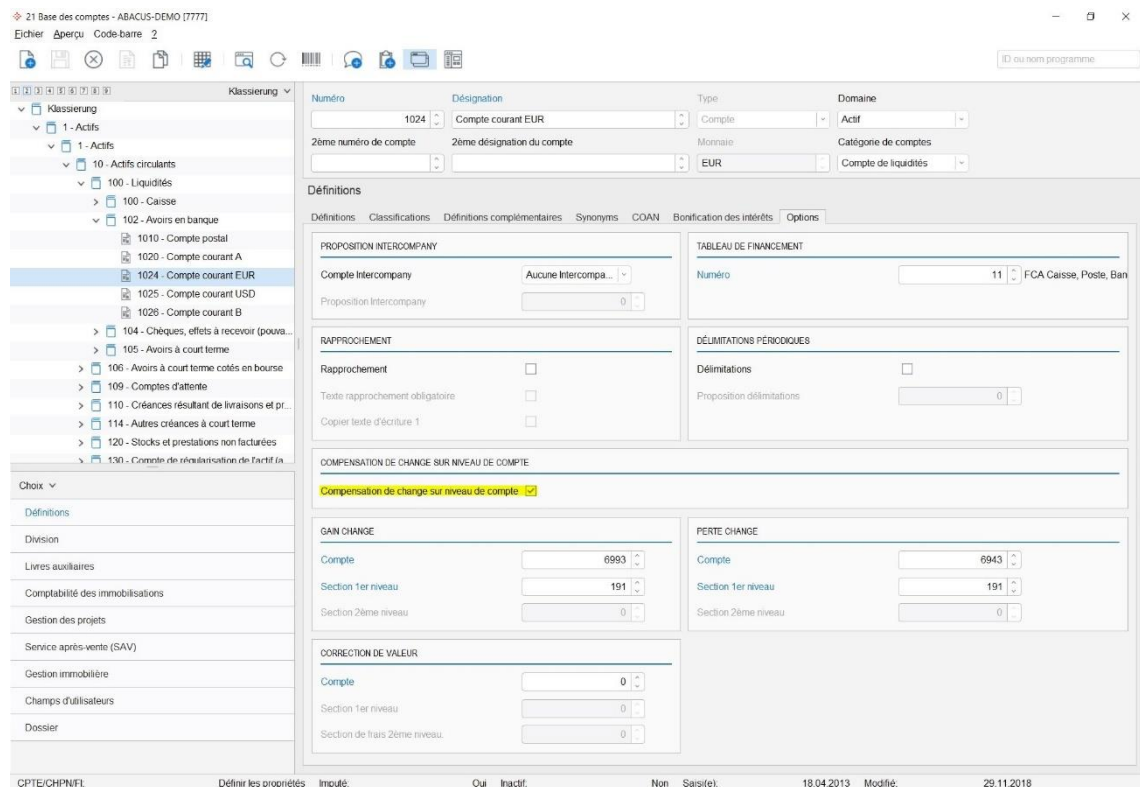 21 Base des comptes - ABACUS-DEMO [7777]
Eichier Aperçu Code-barre ?
ID ou nom programme
1 2 3 4 5 6 7 8 9 Klassierung
Klassierung
1 - Actifs
1 - Actifs
10 - Actifs circulants
100 - Liquidités
100 - Caisse
102 - Avoirs en banque
1010 - Compte postal
1020 - Compte courant A
1024 - Compte courant EUR
1025 - Compte courant USD
1026 - Compte courant B
104 - Chèques, effets à recevoir (pouva...
105 - Avoirs à court terme
106 - Avoirs à court terme cotés en bourse
109 - Comptes d'attente
110 - Créances résultant de livraisons et pr...
114 - Autres créances à court terme
120 - Stocks et prestations non facturées
130 - Compte de régularisation de l'actif (a
Choix
Définitions
Division
Livres auxiliaires
Comptabilité des immobilisations
Gestion des projets
Service après-vente (SAV)
Gestion immobilière
Champs d'utilisateurs
Dossier
Numéro Désignation Type Domaine
1024 Compte courant EUR Compte Actif
2ème numéro de compte 2ème désignation du compte Monnaie Catégorie de comptes
EUR Compte de liquidités
Définitions
Définitions Classifications Définitions complémentaires Synonyms COAN Bonification des intérêts Options
PROPOSITION INTERCOMPANY
Compte Intercompany Aucune Intercompa...
Proposition Intercompany 0
TABLEAU DE FINANCEMENT
Numéro 11 FCA Caisse, Poste, Ban
RAPPROCHEMENT
Rapprochement
Texte rapprochement obligatoire
Copier texte d'écriture 1
DÉLIMITATIONS PÉRIODIQUES
Délimitations
Proposition délimitations 0
COMPENSATION DE CHANGE SUR NIVEAU DE COMPTE
Compensation de change sur niveau de compte
GAIN CHANGE
Compte 6993
Section 1er niveau 191
Section 2ème niveau 0
PERTE CHANGE
Compte 6943
Section 1er niveau 191
Section 2ème niveau 0
CORRECTION DE VALEUR
Compte 0
Section 1er niveau 0
Section de frais 2ème niveau 0
CPTE/CHPN/FI: Définir les propriétés Imputé: Oui Inactif: Non Saisi(e): 18.04.2013 Modifié: 29.11.2018